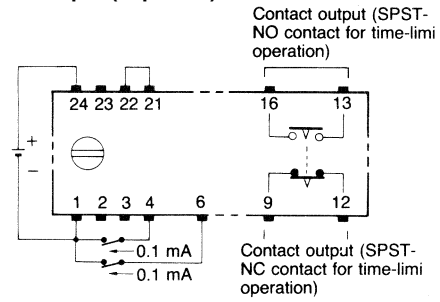 Contact output (SPST-
NO contact for time-limi
operation)
24 23 22 21 16 13
+
−
1 2 3 4 6 9 12
0.1 mA
0.1 mA
Contact output (SPST-
NC contact for time-limi
operation)